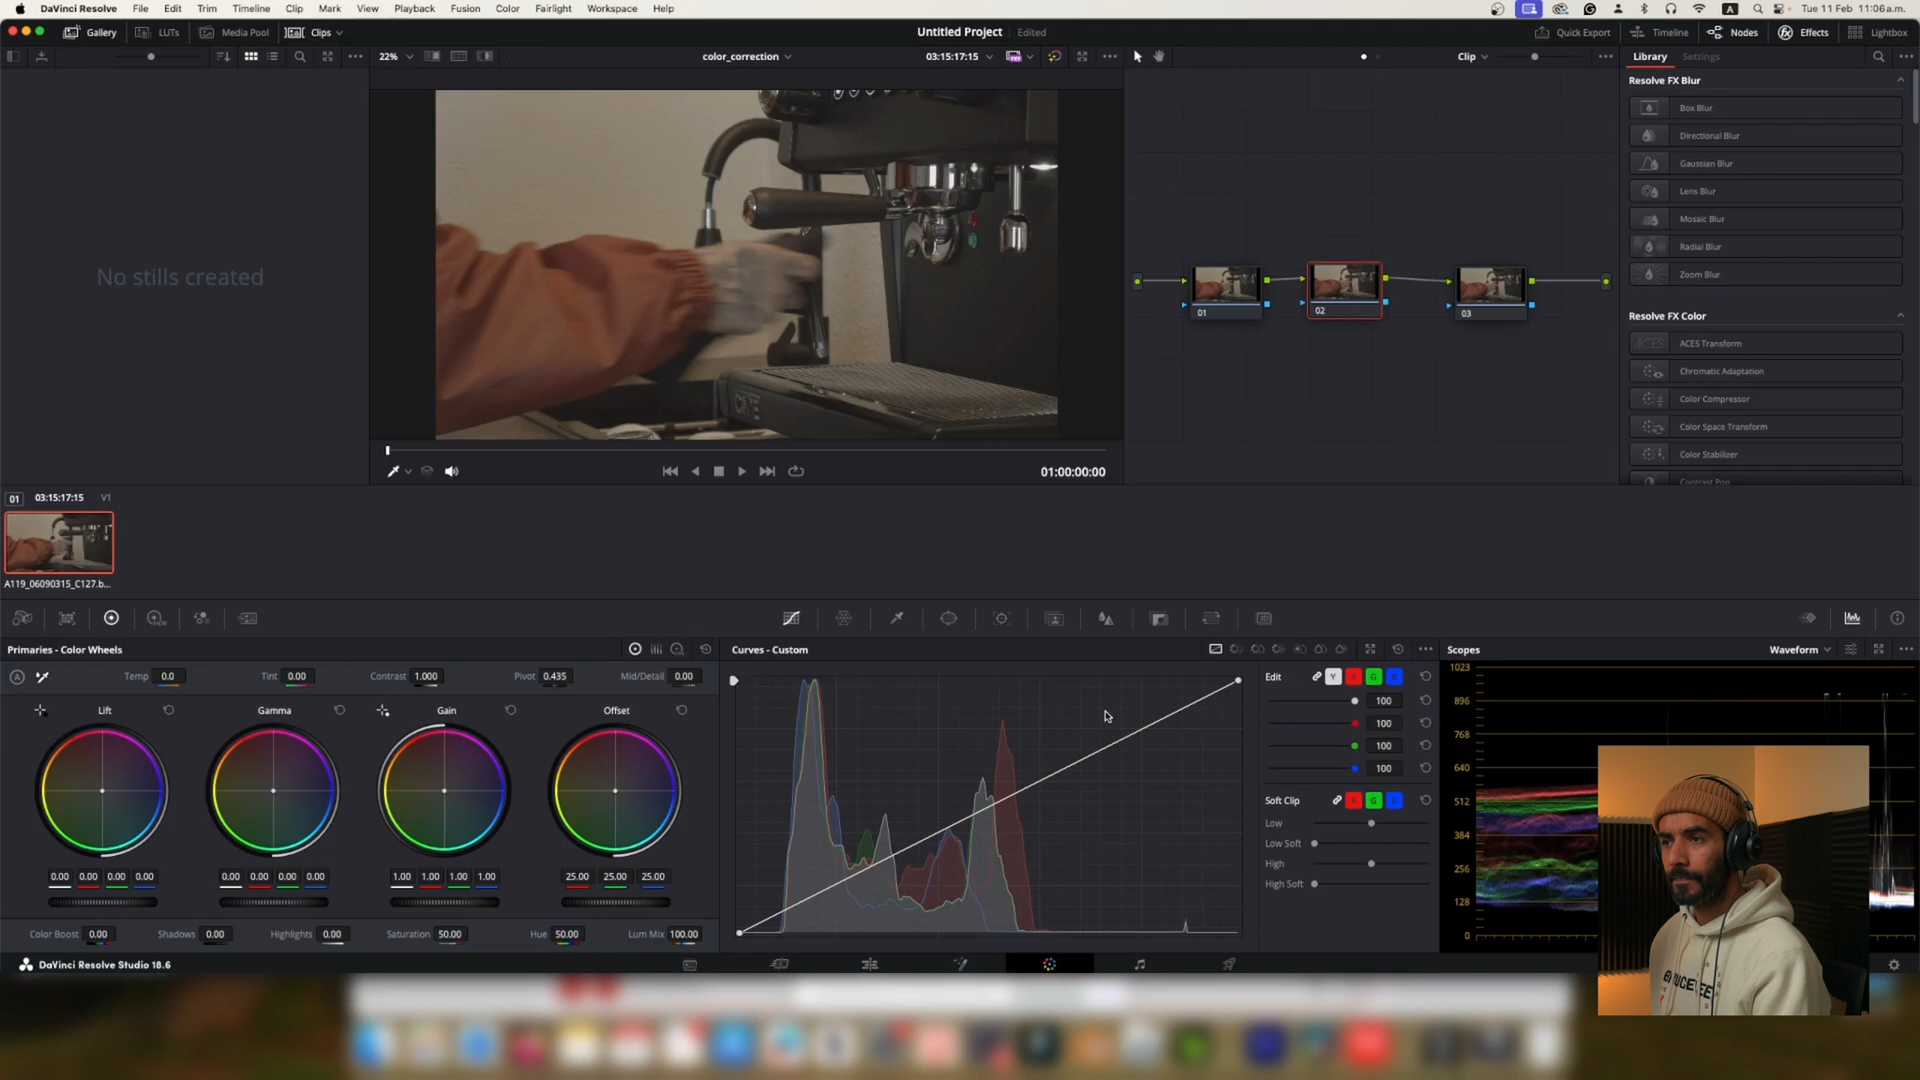 DaVinci Resolve File Edit Trim Timeline Clip Mark View Playback Fusion Color Fairlight Workspace Help
A Tue 11 Feb 11:06 a.m.
Gallery LUTs Media Pool Clips Untitled Project Edited Quick Export Timeline Nodes Effects Lightbox
22% color_correction 03:15:17:15 Clip Library Settings
Resolve FX Blur
Box Blur
Directional Blur
Gaussian Blur
Lens Blur
Mosaic Blur
Radial Blur
Zoom Blur
No stills created
01 02 03
Resolve FX Color
ACES ACES Transform
Chromatic Adaptation
Color Compressor
Color Space Transform
Color Stabilizer
Contrast Pop
01:00:00:00
01 03:15:17:15 V1
A119_06090315_C127.b...
Primaries - Color Wheels
Curves - Custom
Scopes Waveform
A Temp 0.0 Tint 0.00 Contrast 1.000 Pivot 0.435 Mid/Detail 0.00
Lift Gamma Gain Offset
0.00 0.00 0.00 0.00 0.00 0.00 0.00 0.00 1.00 1.00 1.00 1.00 25.00 25.00 25.00
Color Boost 0.00 Shadows 0.00 Highlights 0.00 Saturation 50.00 Hue 50.00 Lum Mix 100.00
Edit Y R G B
100
100
100
100
Soft Clip R G B
Low
Low Soft
High
High Soft
1023
896
768
640
512
384
256
128
0
DaVinci Resolve Studio 18.6